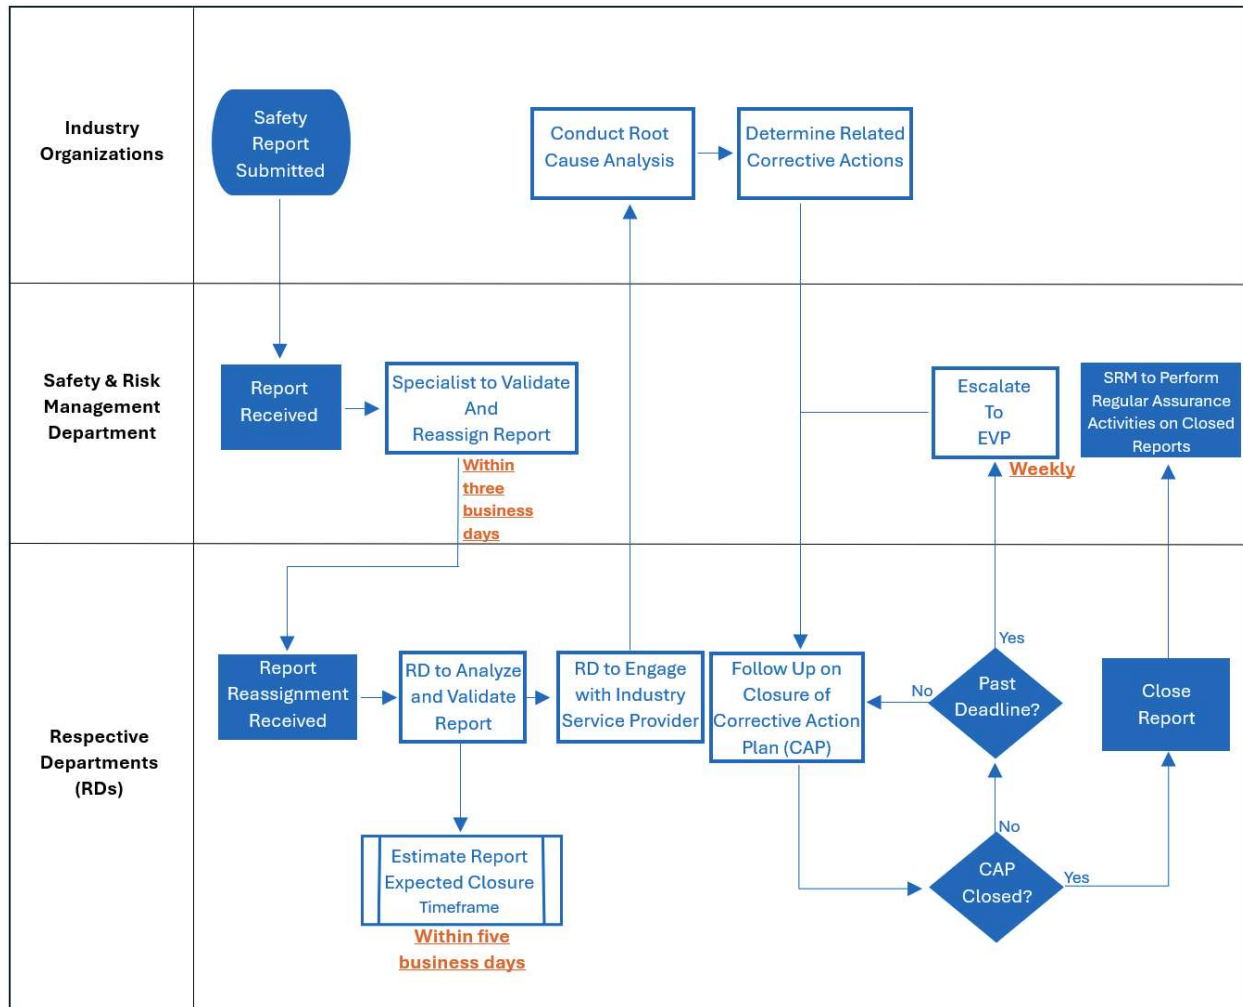 Industry
Organizations
Safety
Report
Submitted
Conduct Root
Cause Analysis
Determine Related
Corrective Actions
Safety & Risk
Management
Department
Report
Received
Specialist to Validate
And
Reassign Report
Within
three
business
days
Escalate
To
EVP
Weekly
SRM to Perform
Regular Assurance
Activities on Closed
Reports
Respective
Departments
(RDs)
Report
Reassignment
Received
RD to Analyze
and Validate
Report
RD to Engage
with Industry
Service Provider
Follow Up on
Closure of
Corrective Action
Plan (CAP)
No
Yes
Past
Deadline?
Close
Report
Estimate Report
Expected Closure
Timeframe
Within five
business days
No
CAP
Closed?
Yes